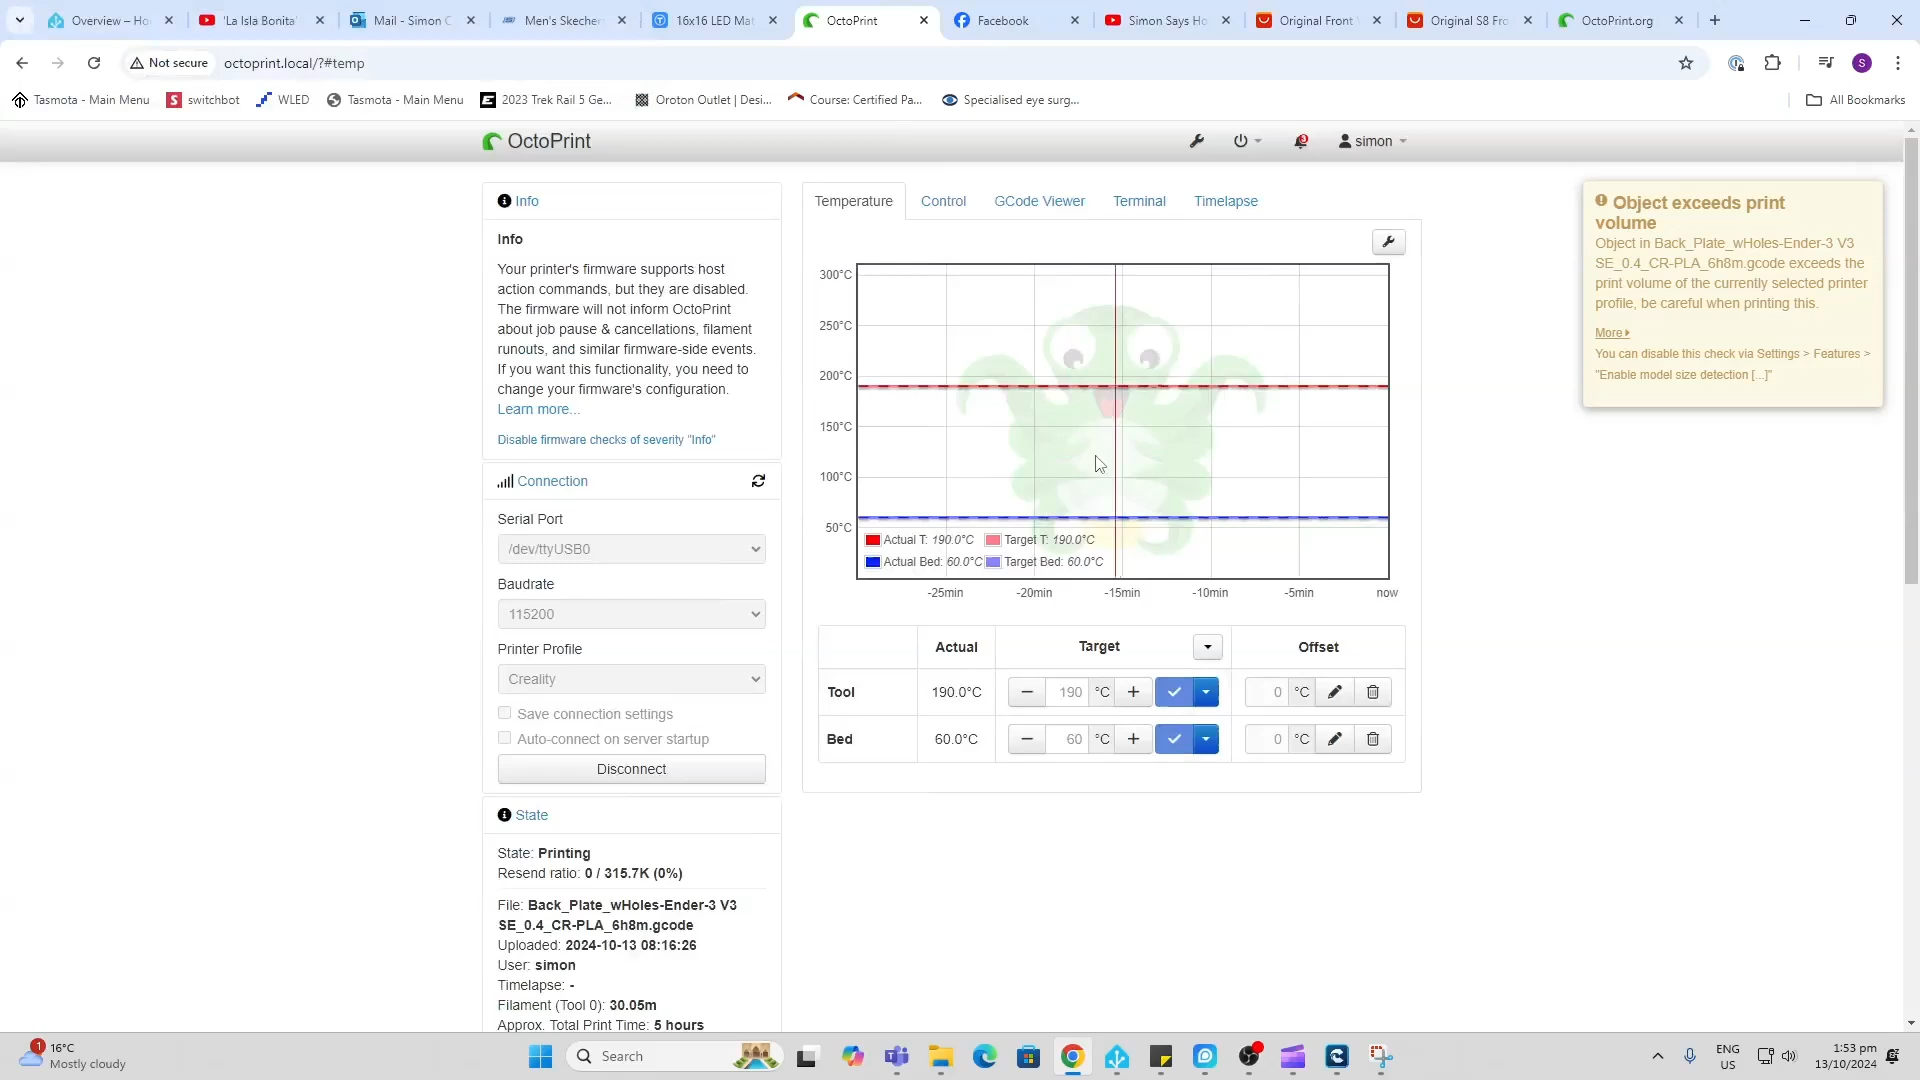 Overview – Ho
'La Isla Bonita'
Mail - Simon C
Men's Skecher
16x16 LED Mat
OctoPrint
Facebook
Simon Says Ho
Original Front
Original S8 Fro
OctoPrint.org
Not secure
octoprint.local/?#temp
S
Tasmota - Main Menu
switchbot
WLED
Tasmota - Main Menu
2023 Trek Rail 5 Ge...
Oroton Outlet | Desi...
Course: Certified Pa...
Specialised eye surg...
All Bookmarks
OctoPrint
3
simon
Info
Info
Your printer's firmware supports host
action commands, but they are disabled.
The firmware will not inform OctoPrint
about job pause & cancellations, filament
runouts, and similar firmware-side events.
If you want this functionality, you need to
change your firmware's configuration.
Learn more...
Disable firmware checks of severity "Info"
Connection
Serial Port
/dev/ttyUSB0
Baudrate
115200
Printer Profile
Creality
Save connection settings
Auto-connect on server startup
Disconnect
State
State: Printing
Resend ratio: 0 / 315.7K (0%)
File: Back_Plate_wHoles-Ender-3 V3
SE_0.4_CR-PLA_6h8m.gcode
Uploaded: 2024-10-13 08:16:26
User: simon
Timelapse: -
Filament (Tool 0): 30.05m
Approx. Total Print Time: 5 hours
Temperature
Control
GCode Viewer
Terminal
Timelapse
300°C
250°C
200°C
150°C
100°C
50°C
Actual T: 190.0°C Target T: 190.0°C
Actual Bed: 60.0°C Target Bed: 60.0°C
-25min -20min -15min -10min -5min now
Actual Target Offset
Tool 190.0°C 190 °C 0 °C
Bed 60.0°C 60 °C 0 °C
Object exceeds print
volume
Object in Back_Plate_wHoles-Ender-3 V3
SE_0.4_CR-PLA_6h8m.gcode exceeds the
print volume of the currently selected printer
profile, be careful when printing this.
More
You can disable this check via Settings > Features >
"Enable model size detection [...]"
1
16°C
Mostly cloudy
Search
ENG
US
1:53 pm
13/10/2024